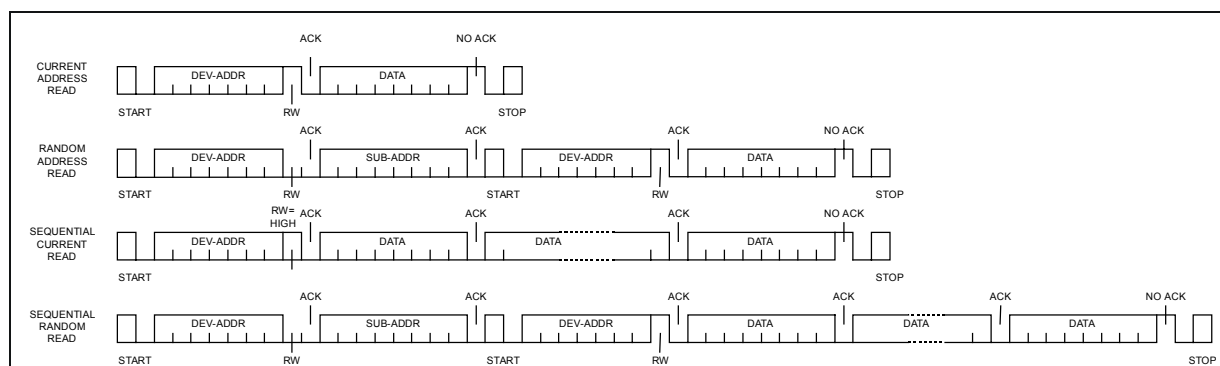 ACK NO ACK
CURRENT
ADDRESS
READ
DEV-ADDR DATA
START RW STOP
ACK ACK ACK NO ACK
RANDOM
ADDRESS
READ
DEV-ADDR SUB-ADDR DEV-ADDR DATA
START RW START RW STOP
RW=
HIGH
ACK ACK ACK NO ACK
SEQUENTIAL
CURRENT
READ
DEV-ADDR DATA DATA DATA
START STOP
ACK ACK ACK ACK ACK NO ACK
SEQUENTIAL
RANDOM
READ
DEV-ADDR SUB-ADDR DEV-ADDR DATA DATA DATA
START RW START RW STOP